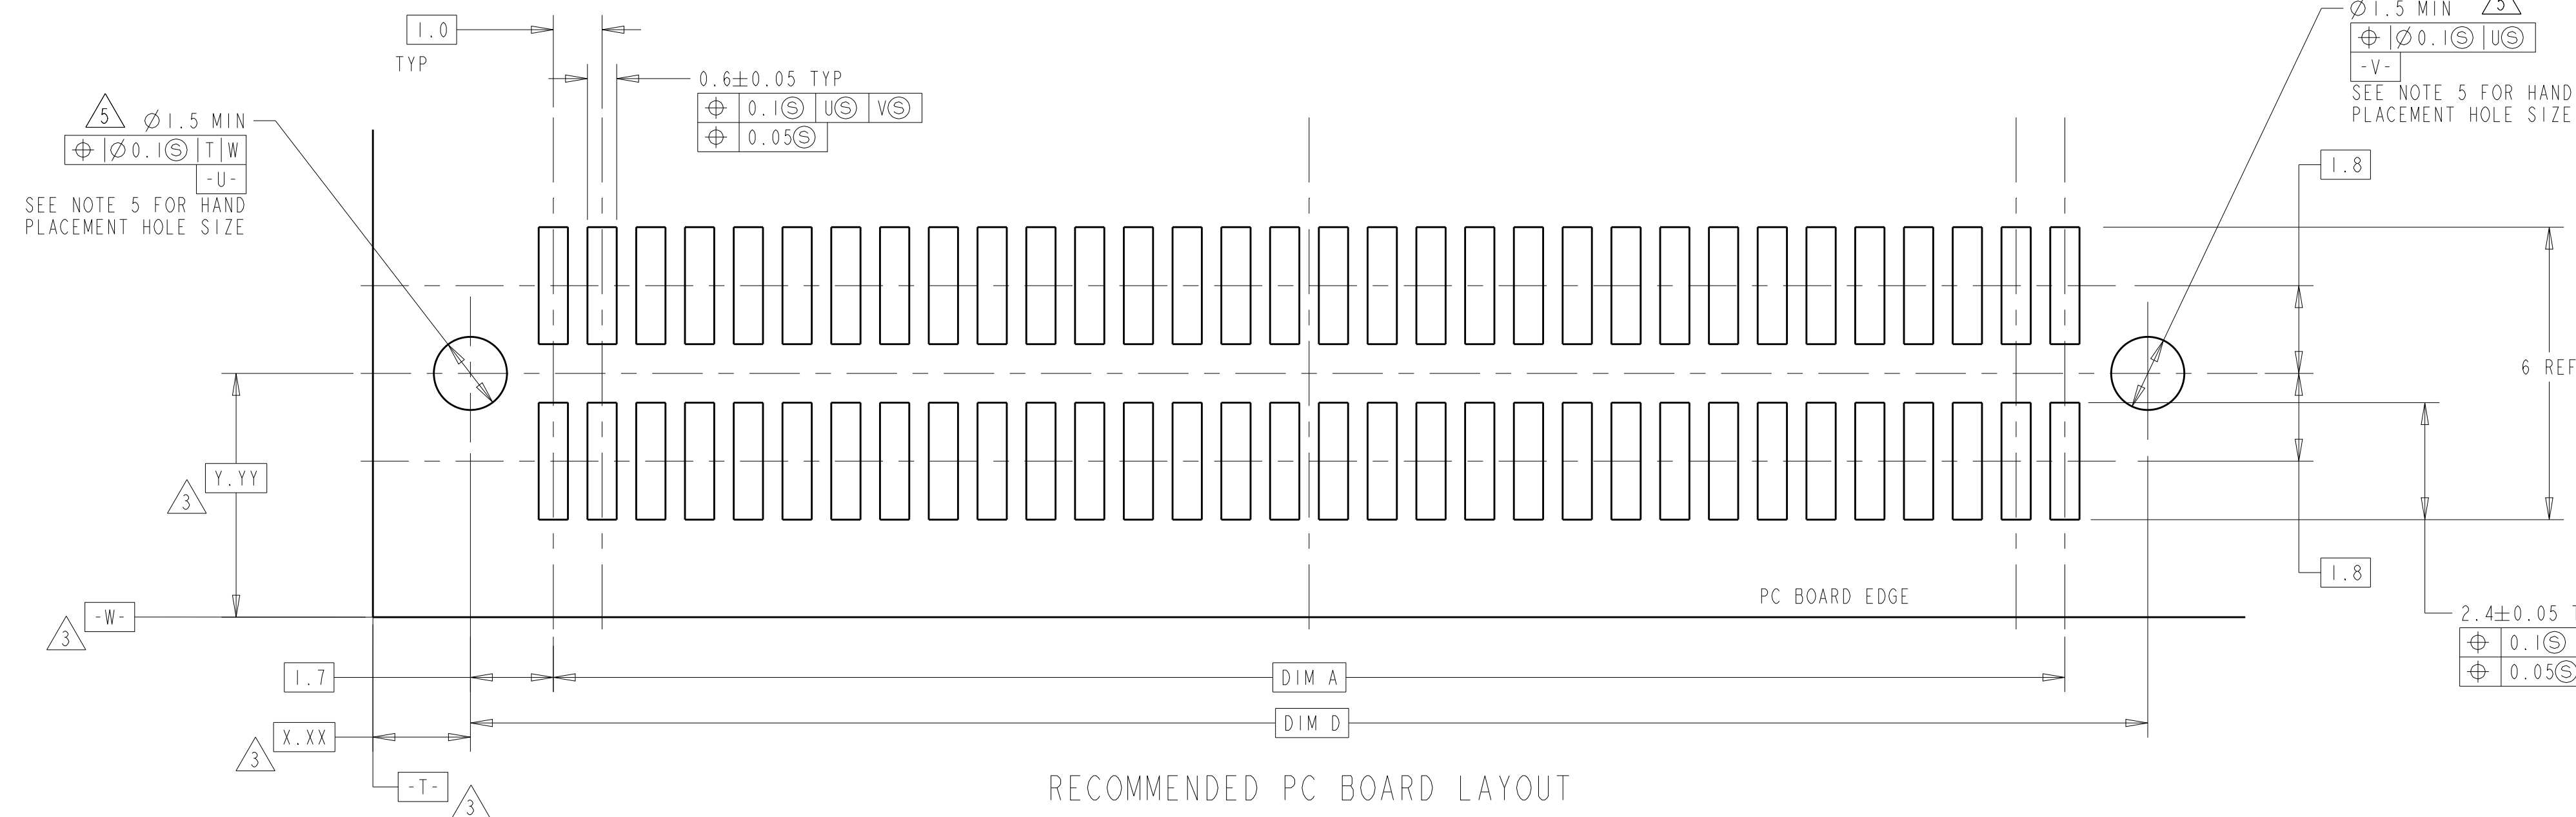 1.0
TYP
0.6±0.05 TYP
⌖ 0.1Ⓢ UⓈ VⓈ
⌖ 0.05Ⓢ
5 Ø1.5 MIN
⌖ Ø0.1Ⓢ T W
-U-
SEE NOTE 5 FOR HAND
PLACEMENT HOLE SIZE
Ø1.5 MIN 5
⌖ Ø0.1Ⓢ UⓈ
-V-
SEE NOTE 5 FOR HAND
PLACEMENT HOLE SIZE
1.8
6 REF
Y.YY
3
1.8
-W-
3
PC BOARD EDGE
2.4±0.05
⌖ 0.1Ⓢ
⌖ 0.05Ⓢ
1.7
DIM A
X.XX
3
DIM D
-T-
3
RECOMMENDED PC BOARD LAYOUT